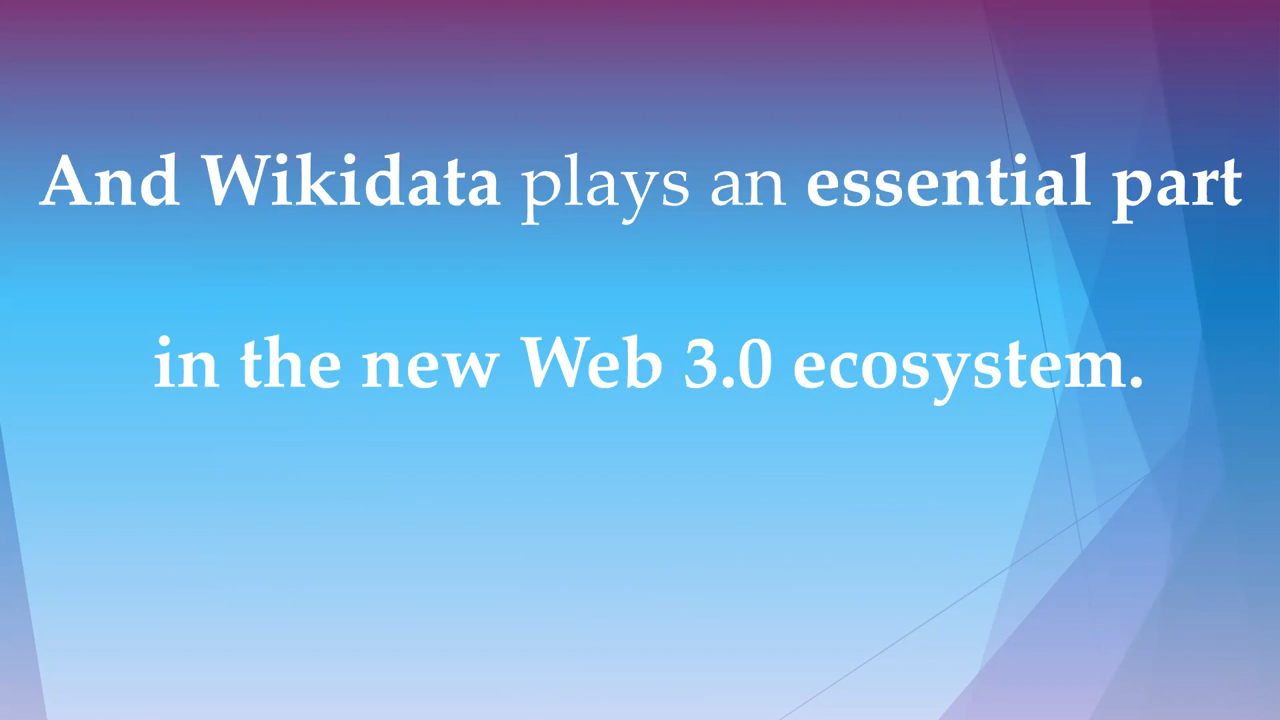 And Wikidata plays an essential part
in the new Web 3.0 ecosystem.